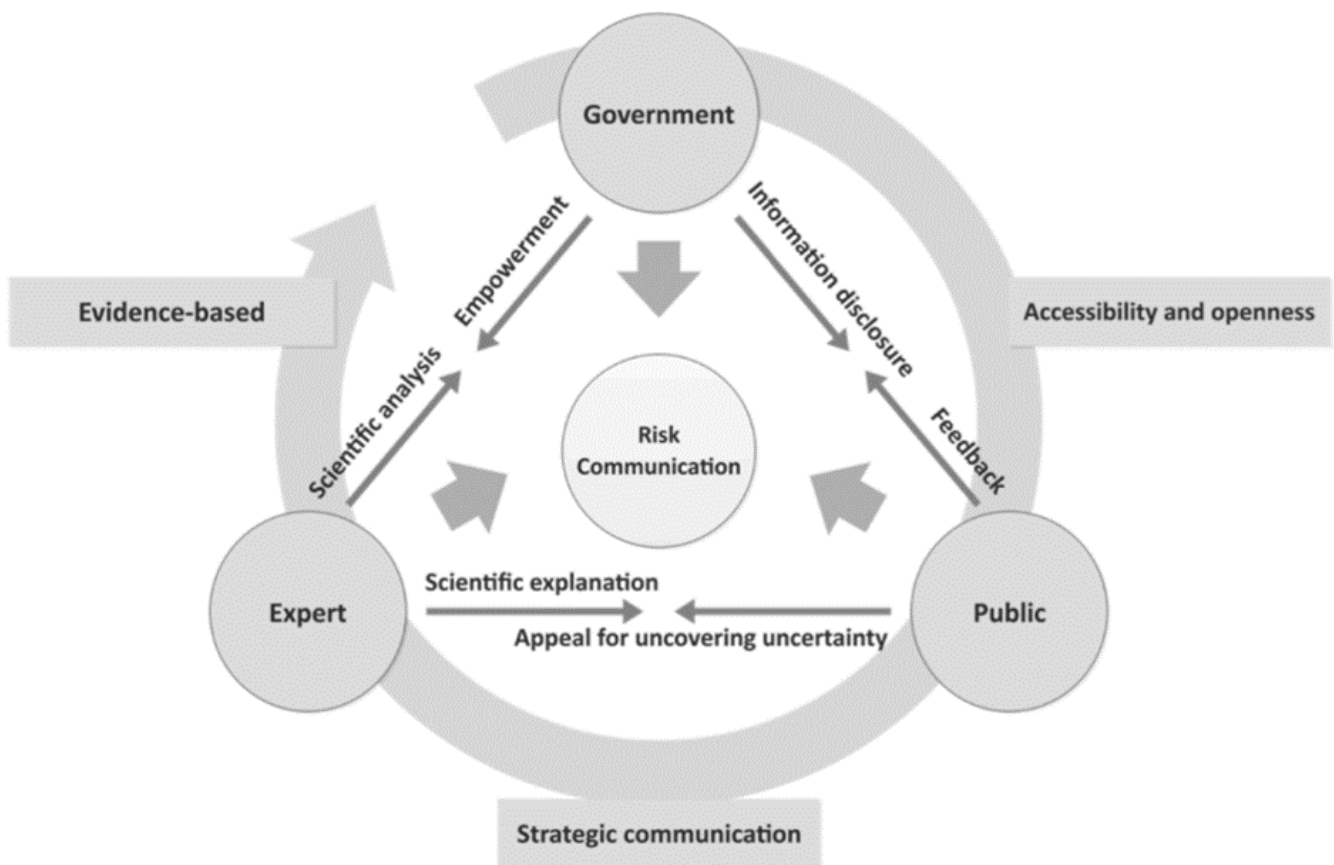 Government
Empowerment
Information disclosure
Evidence-based
Accessibility and openness
Scientific analysis
Feedback
Risk
Communication
Scientific explanation
Expert
Public
Appeal for uncovering uncertainty
Strategic communication